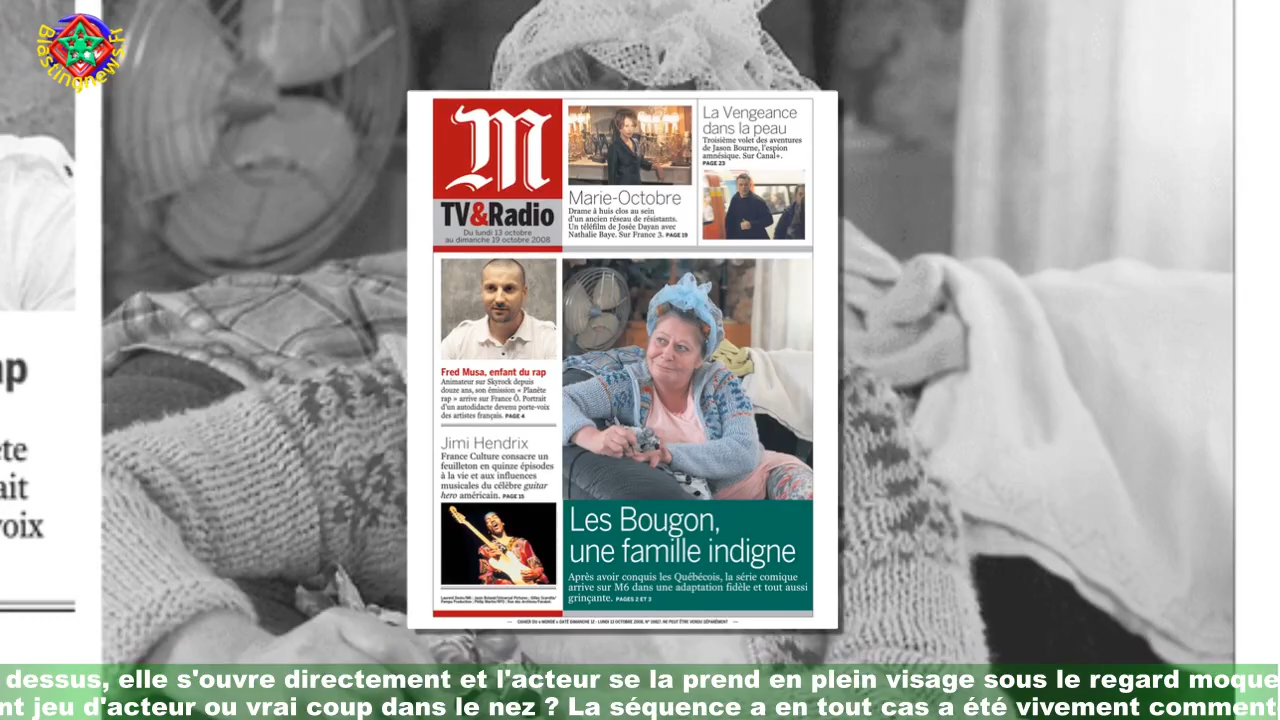 Blastingnews H
M
TV&Radio
Du lundi 13 octobre
au dimanche 19 octobre 2008
Marie-Octobre
Drame à huis clos au sein
d'un ancien réseau de résistants.
Un téléfilm de Josée Dayan avec
Nathalie Baye. Sur France 3. PAGE 19
La Vengeance
dans la peau
Troisième volet des aventures
de Jason Bourne, l'espion
amnésique. Sur Canal+.
PAGE 23
Fred Musa, enfant du rap
Animateur sur Skyrock depuis
douze ans, son émission « Planète
rap » arrive sur France Ô. Portrait
d'un autodidacte devenu porte-voix
des artistes français. PAGE 4
Jimi Hendrix
France Culture consacre un
feuilleton en quinze épisodes
à la vie et aux influences
musicales du célèbre guitar
hero américain. PAGE 15
Les Bougon,
une famille indigne
Après avoir conquis les Québécois, la série comique
arrive sur M6 dans une adaptation fidèle et tout aussi
grinçante. PAGES 2 ET 3
ap
ète
ait
voix
dessus, elle s'ouvre directement et l'acteur se la prend en plein visage sous le regard moque
nt jeu d'acteur ou vrai coup dans le nez ? La séquence a en tout cas a été vivement comment